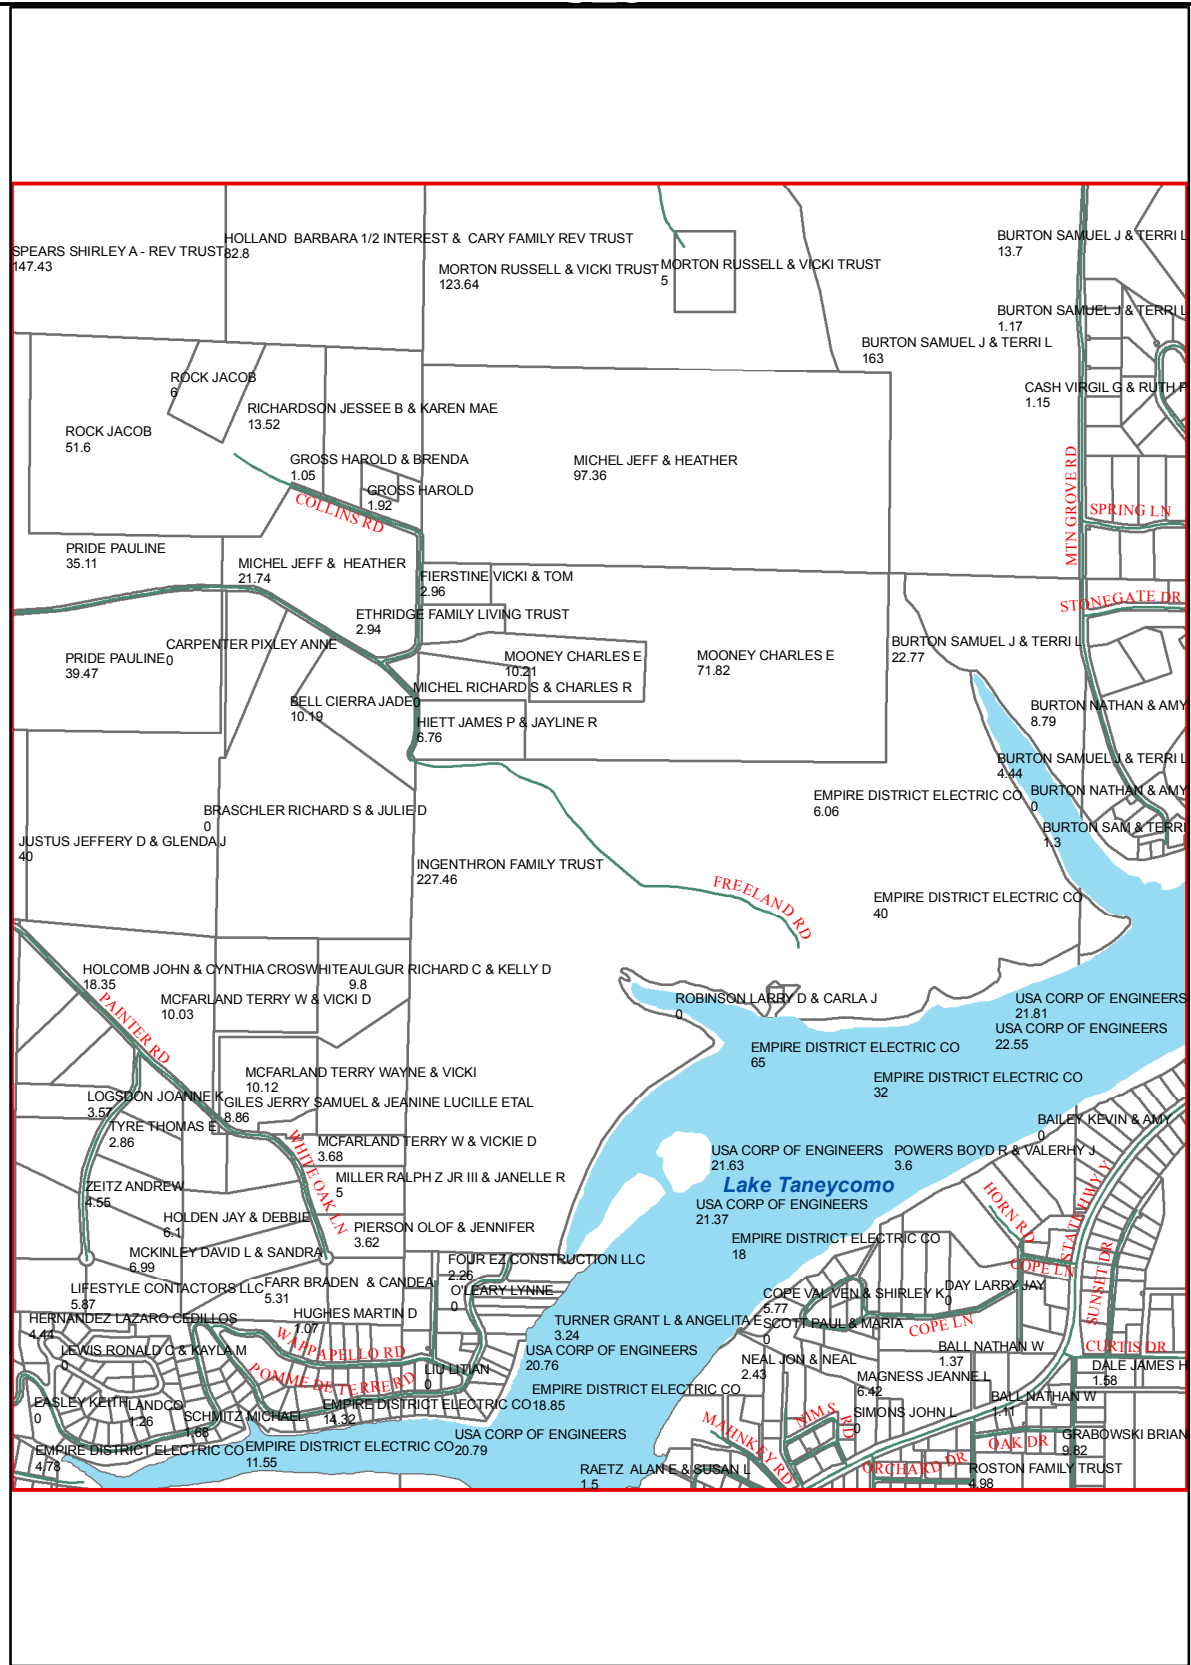 HOLLAND BARBARA 1/2 INTEREST & CARY FAMILY REV TRUST
82.8
SPEARS SHIRLEY A - REV TRUST
147.43
MORTON RUSSELL & VICKI TRUST
123.64
MORTON RUSSELL & VICKI TRUST
5
BURTON SAMUEL J & TERRI L
13.7
BURTON SAMUEL J & TERRI L
1.17
BURTON SAMUEL J & TERRI L
163
CASH VIRGIL G & RUTH P
1.15
ROCK JACOB
6
RICHARDSON JESSEE B & KAREN MAE
13.52
ROCK JACOB
51.6
GROSS HAROLD & BRENDA
1.05
GROSS HAROLD
1.92
COLLINS RD
MICHEL JEFF & HEATHER
97.36
MTN GROVE RD
SPRING LN
PRIDE PAULINE
35.11
MICHEL JEFF & HEATHER
21.74
FIERSTINE VICKI & TOM
2.96
ETHRIDGE FAMILY LIVING TRUST
2.94
STONEGATE DR
CARPENTER PIXLEY ANNE
0
PRIDE PAULINE
39.47
MOONEY CHARLES E
10.21
MOONEY CHARLES E
71.82
BURTON SAMUEL J & TERRI L
22.77
MICHEL RICHARD S & CHARLES R
0
BELL CIERRA JADE
10.19
HIETT JAMES P & JAYLINE R
6.76
BURTON NATHAN & AMY
8.79
BURTON SAMUEL J & TERRI L
4.44
EMPIRE DISTRICT ELECTRIC CO
6.06
BURTON NATHAN & AMY
0
BURTON SAM & TERRI
1.3
BRASCHLER RICHARD S & JULIE D
0
JUSTUS JEFFERY D & GLENDA J
40
INGENTHRON FAMILY TRUST
227.46
FREELAND RD
EMPIRE DISTRICT ELECTRIC CO
40
HOLCOMB JOHN & CYNTHIA CROSWHITE
18.35
AULGUR RICHARD C & KELLY D
9.8
MCFARLAND TERRY W & VICKI D
10.03
PAINTER RD
ROBINSON LARRY D & CARLA J
0
USA CORP OF ENGINEERS
21.81
USA CORP OF ENGINEERS
22.55
EMPIRE DISTRICT ELECTRIC CO
65
EMPIRE DISTRICT ELECTRIC CO
32
MCFARLAND TERRY WAYNE & VICKI
10.12
LOGSDON JOANNE K
3.57
GILES JERRY SAMUEL & JEANINE LUCILLE ETAL
8.86
TYRE THOMAS E
2.86
WHITE OAK LN
MCFARLAND TERRY W & VICKIE D
3.68
BAILEY KEVIN & AMY
0
USA CORP OF ENGINEERS
21.63
POWERS BOYD R & VALERHY J
3.6
MILLER RALPH Z JR III & JANELLE R
5
Lake Taneycomo
ZEITZ ANDREW
4.55
USA CORP OF ENGINEERS
21.37
HORN RD
STATE HWY Y
HOLDEN JAY & DEBBIE
6.1
PIERSON OLOF & JENNIFER
3.62
EMPIRE DISTRICT ELECTRIC CO
18
MCKINLEY DAVID L & SANDRA
6.99
FOUR EZ CONSTRUCTION LLC
2.26
COPE LN
SUNSET DR
LIFESTYLE CONTACTORS LLC
5.87
FARR BRADEN & CANDEA
5.31
O'LEARY LYNNE
0
COPE VAL VEN & SHIRLEY K
5.77
DAY LARRY JAY
0
HERNANDEZ LAZARO CEDILLOS
4.44
HUGHES MARTIN D
1.07
TURNER GRANT L & ANGELITA E
3.24
SCOTT PAUL & MARIA
0
COPE LN
WAPPAPELLO RD
LEWIS RONALD C & KAYLA M
0
USA CORP OF ENGINEERS
20.76
NEAL JON & NEAL
2.43
BALL NATHAN W
1.37
CURTIS DR
DALE JAMES H
1.58
POMME DE TERRE RD
LIU LITIAN
0
MAGNESS JEANNE L
6.42
EMPIRE DISTRICT ELECTRIC CO
18.85
BALL NATHAN W
1.11
EASLEY KEITH
0
LANDCO
1.26
SCHMITZ MICHAEL
1.68
EMPIRE DISTRICT ELECTRIC CO
14.32
SIMONS JOHN L
0
NIMS RD
MAHNKEY RD
EMPIRE DISTRICT ELECTRIC CO
4.78
EMPIRE DISTRICT ELECTRIC CO
11.55
USA CORP OF ENGINEERS
20.79
OAK DR
GRABOWSKI BRIAN
9.82
RAETZ ALAN E & SUSAN L
1.5
ORCHARD DR
ROSTON FAMILY TRUST
4.98